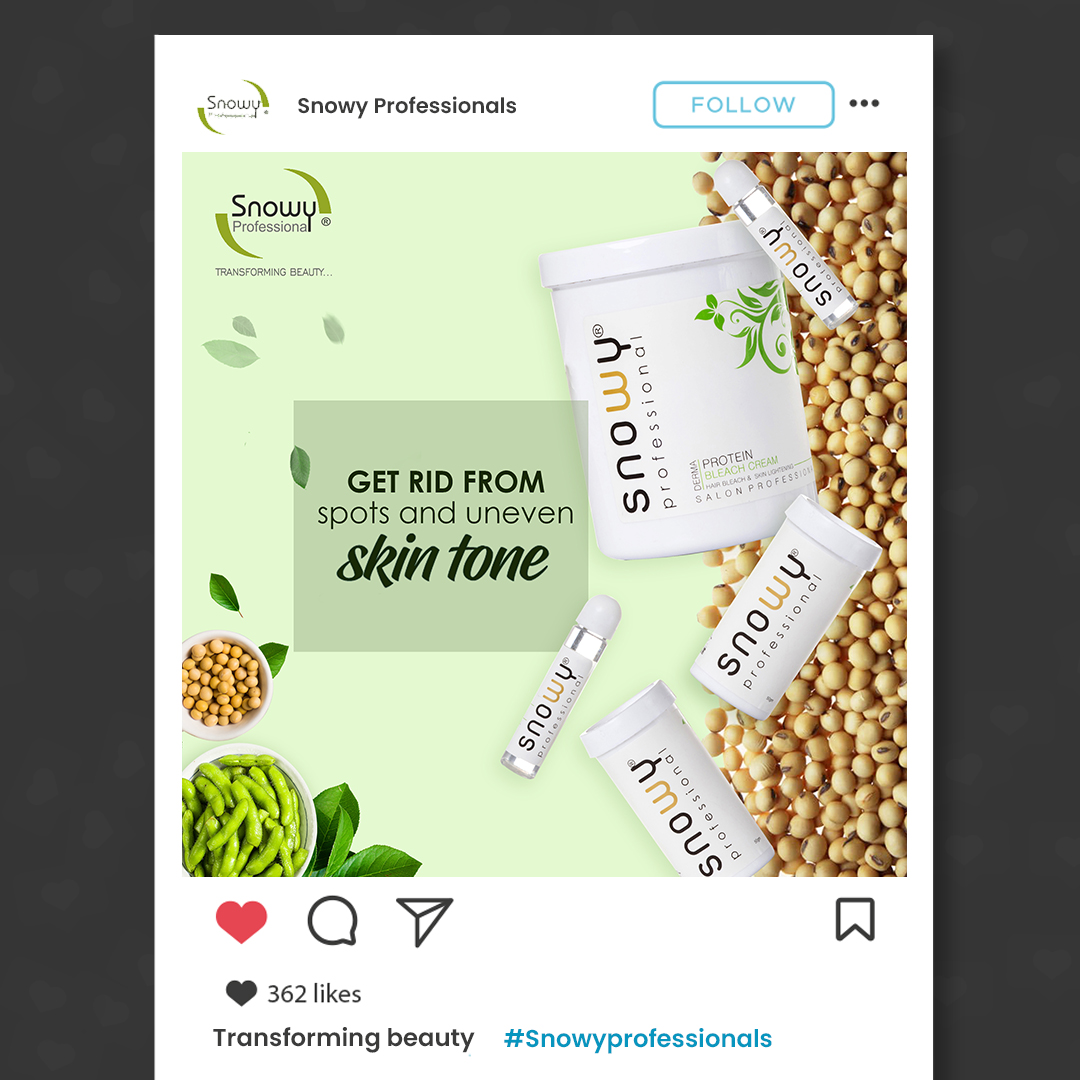 Snowy
®
Snowy Professionals
FOLLOW
Snowy
Professional ®
TRANSFORMING BEAUTY...
snowy®
professional
snowy®
professional
DERMA
PROTEIN
BLEACH CREAM
HAIR BLEACH & SKIN LIGHTENING
SALON PROFESSIO
GET RID FROM
spots and uneven
skin tone
snowy®
professional
snowy®
professional
snowy
professional
362 likes
Transforming beauty #Snowyprofessionals